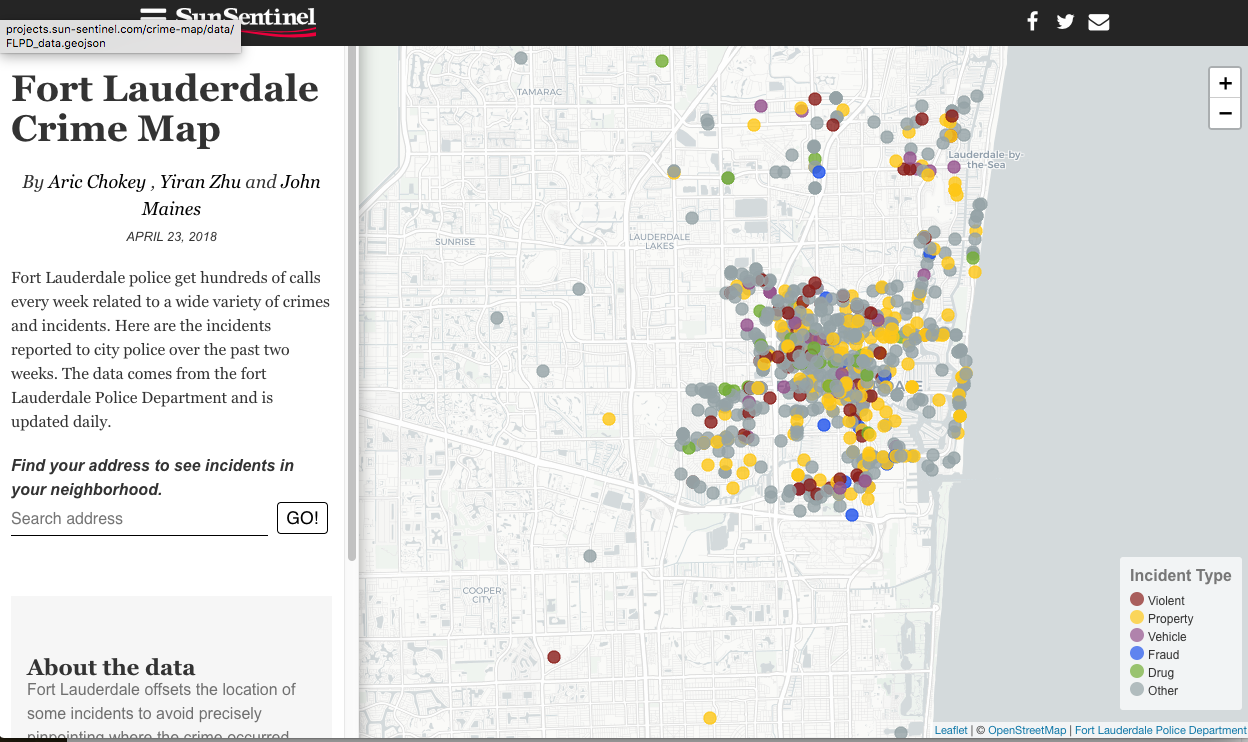 SunSentinel
projects.sun-sentinel.com/crime-map/data/
FLPD_data.geojson
Fort Lauderdale
Crime Map
By Aric Chokey , Yiran Zhu and John
Maines
APRIL 23, 2018
Fort Lauderdale police get hundreds of calls
every week related to a wide variety of crimes
and incidents. Here are the incidents
reported to city police over the past two
weeks. The data comes from the fort
Lauderdale Police Department and is
updated daily.
Find your address to see incidents in
your neighborhood.
Search address
GO!
About the data
Fort Lauderdale offsets the location of
some incidents to avoid precisely
pinpointing where the crime occurred
TAMARAC
Lauderdale-by-
the-Sea
SUNRISE
LAUDERDALE
LAKES
COOPER
CITY
+
−
Incident Type
Violent
Property
Vehicle
Fraud
Drug
Other
Leaflet | © OpenStreetMap | Fort Lauderdale Police Department